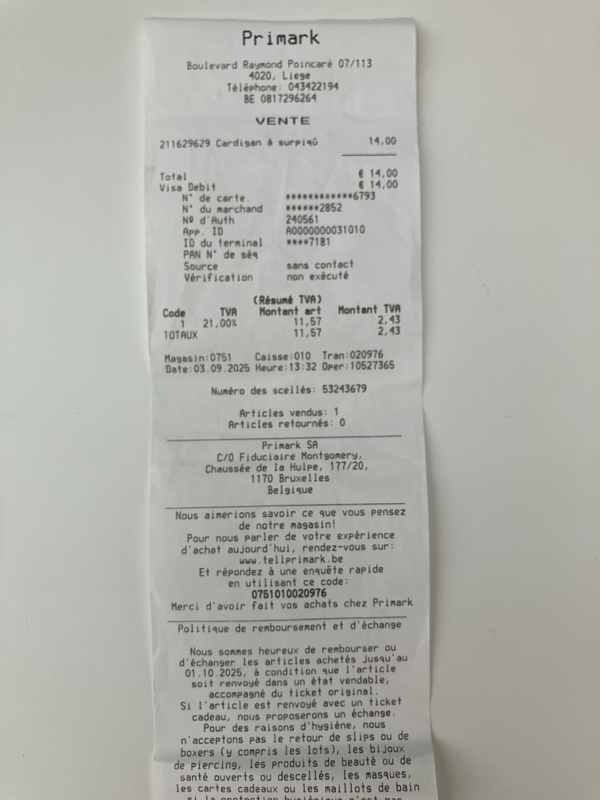 Primark
Boulevard Raymond Poincaré 07/113
4020, Liege
Téléphone: 043422194
BE 0817296264
VENTE
211629629 Cardigan à surpiqû 14,00
Total € 14,00
Visa Debit € 14,00
N° de carte. ************6793
N° du marchand ******2852
Nº d'Auth 240561
App. ID A0000000031010
ID du terminal ****7181
PAN N° de séq
Source sans contact
Vérification non exécuté
(Résumé TVA)
Code TVA Montant art Montant TVA
1 21,00% 11,57 2,43
TOTAUX 11,57 2,43
Magasin:0751 Caisse:010 Tran:020976
Date:03.09.2025 Heure:13:32 Oper:10527365
Numéro des scellés: 53243679
Articles vendus: 1
Articles retournés: 0
Primark SA
C/O Fiduciaire Montgomery,
Chaussée de la Hulpe, 177/20,
1170 Bruxelles
Belgique
Nous aimerions savoir ce que vous pensez
de notre magasin!
Pour nous parler de votre expérience
d'achat aujourd'hui, rendez-vous sur:
www.tellprimark.be
Et répondez à une enquête rapide
en utilisant ce code:
0751010020976
Merci d'avoir fait vos achats chez Primark
Politique de remboursement et d'échange
Nous sommes heureux de rembourser ou
d'échanger les articles achetés jusqu'au
01.10.2025, à condition que l'article
soit renvoyé dans un état vendable,
accompagné du ticket original.
Si l'article est renvoyé avec un ticket
cadeau, nous proposerons un échange.
Pour des raisons d'hygiène, nous
n'acceptons pas le retour de slips ou de
boxers (y compris les lots), les bijoux
de piercing, les produits de beauté ou de
santé ouverts ou descellés, les masques,
les cartes cadeaux ou les maillots de bain
si la protection hygiénique n'est pas